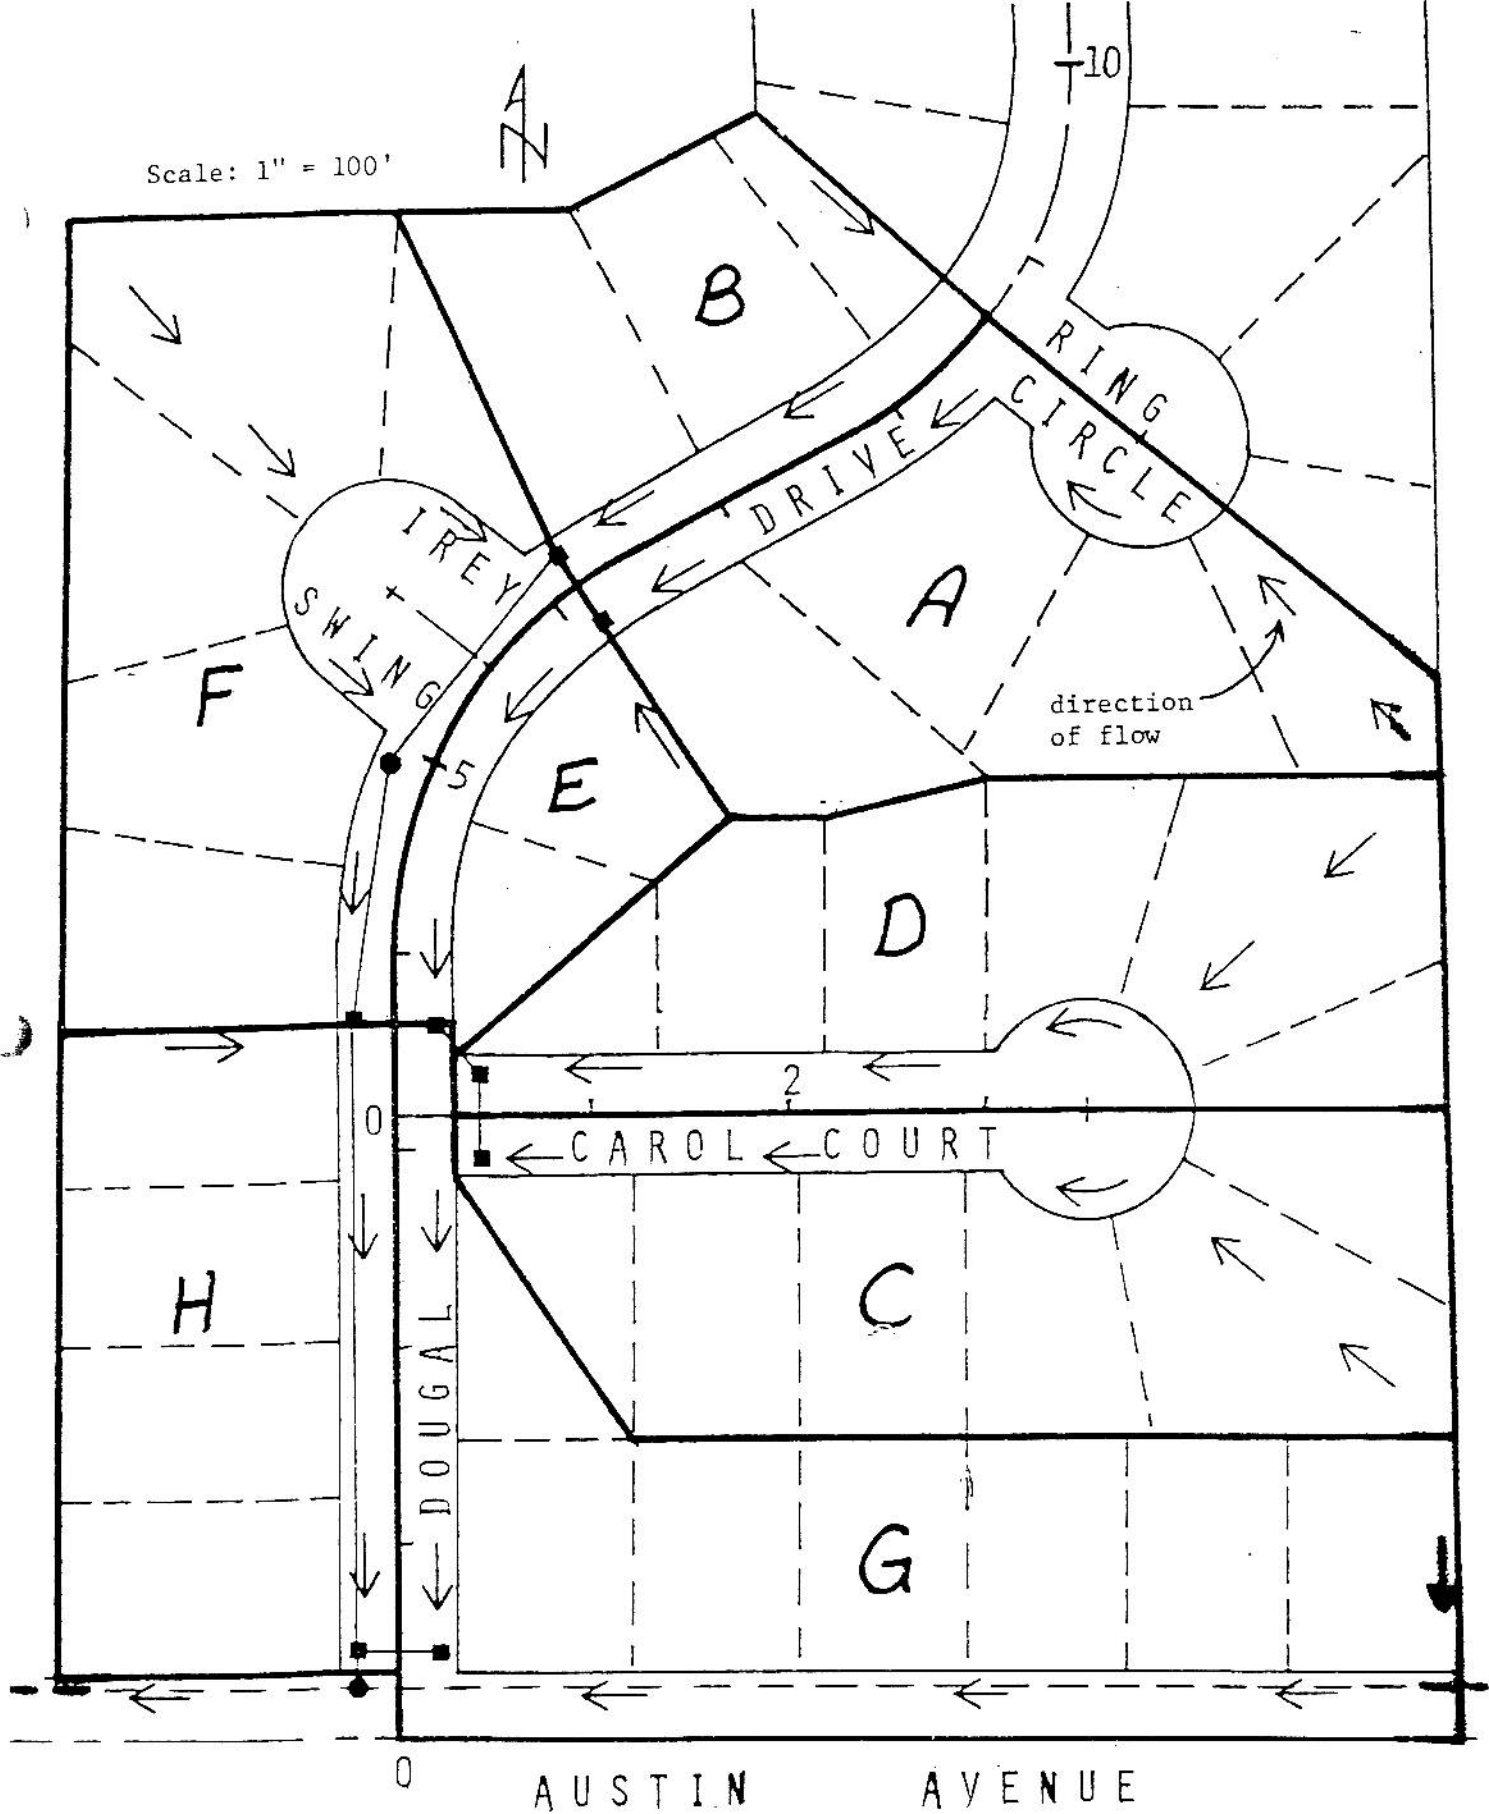 10
N
Scale: 1" = 100'
B
RING
CIRCLE
DRIVE
IREY
SWING
A
F
direction
of flow
5
E
D
2
0
CAROL COURT
H
C
DOUGAL
G
0
AUSTIN AVENUE